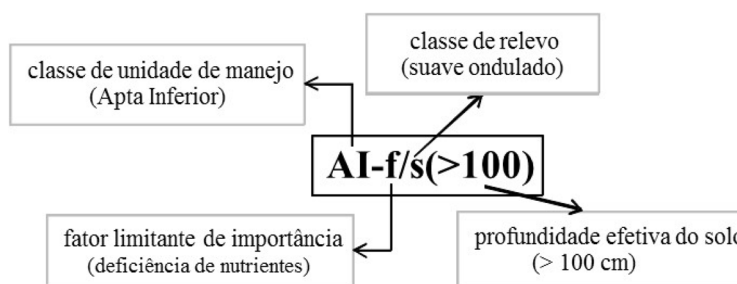 classe de relevo
(suave ondulado)
classe de unidade de manejo
(Apta Inferior)
AI-f/s(>100)
fator limitante de importância
(deficiência de nutrientes)
profundidade efetiva do solo
(> 100 cm)